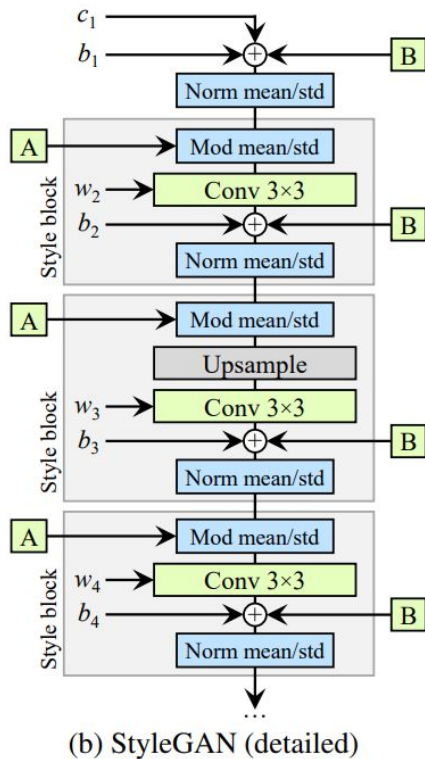 c₁
b₁ B
Norm mean/std
A Mod mean/std
w₂ Conv 3×3
b₂ B
Norm mean/std
Style block
A Mod mean/std
Upsample
w₃ Conv 3×3
b₃ B
Norm mean/std
Style block
A Mod mean/std
w₄ Conv 3×3
b₄ B
Norm mean/std
Style block
...
(b) StyleGAN (detailed)